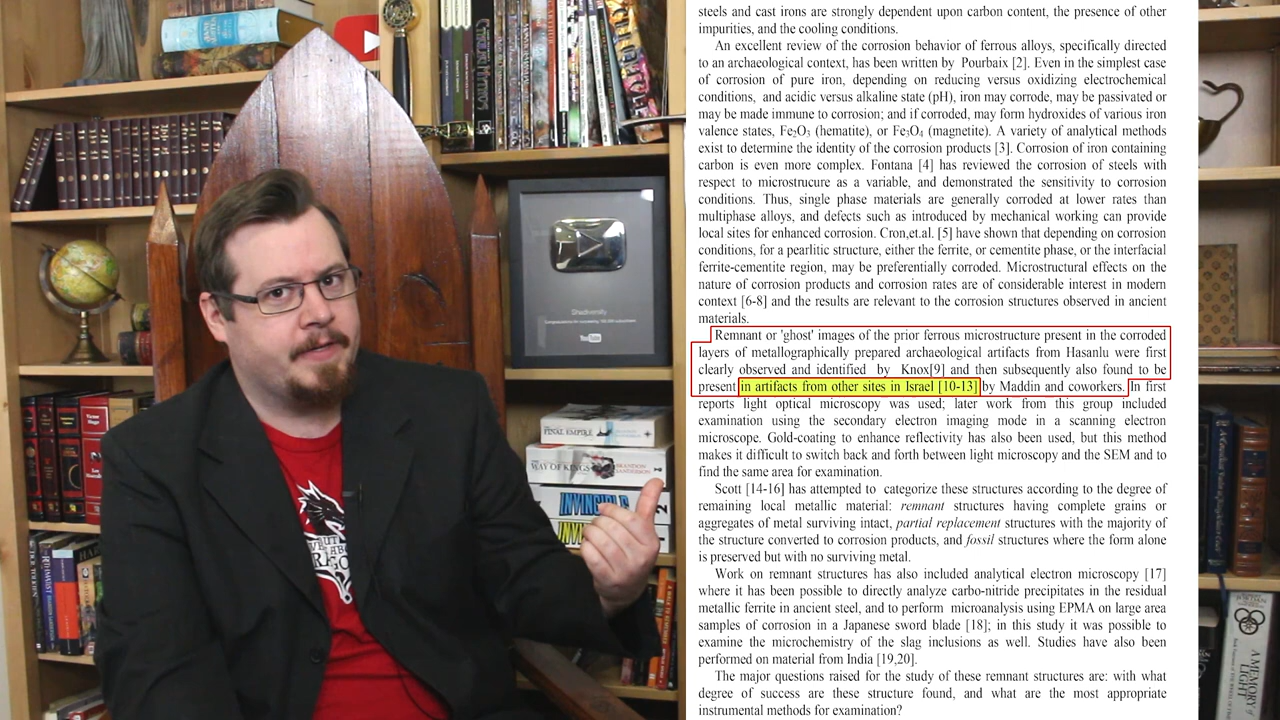 steels and cast irons are strongly dependent upon carbon content, the presence of other
impurities, and the cooling conditions.
An excellent review of the corrosion behavior of ferrous alloys, specifically directed
to an archaeological context, has been written by Pourbaix [2]. Even in the simplest case
of corrosion of pure iron, depending on reducing versus oxidizing electrochemical
conditions, and acidic versus alkaline state (pH), iron may corrode, may be passivated or
may be made immune to corrosion; and if corroded, may form hydroxides of various iron
valence states, Fe₂O₃ (hematite), or Fe₃O₄ (magnetite). A variety of analytical methods
exist to determine the identity of the corrosion products [3]. Corrosion of iron containing
carbon is even more complex. Fontana [4] has reviewed the corrosion of steels with
respect to microstrucure as a variable, and demonstrated the sensitivity to corrosion
conditions. Thus, single phase materials are generally corroded at lower rates than
multiphase alloys, and defects such as introduced by mechanical working can provide
local sites for enhanced corrosion. Cron,et.al. [5] have shown that depending on corrosion
conditions, for a pearlitic structure, either the ferrite, or cementite phase, or the interfacial
ferrite-cementite region, may be preferentially corroded. Microstructural effects on the
nature of corrosion products and corrosion rates are of considerable interest in modern
context [6-8] and the results are relevant to the corrosion structures observed in ancient
materials.
Remnant or 'ghost' images of the prior ferrous microstructure present in the corroded
layers of metallographically prepared archaeological artifacts from Hasanlu were first
clearly observed and identified by Knox[9] and then subsequently also found to be
present in artifacts from other sites in Israel [10-13] by Maddin and coworkers. In first
reports light optical microscopy was used; later work from this group included
examination using the secondary electron imaging mode in a scanning electron
microscope. Gold-coating to enhance reflectivity has also been used, but this method
makes it difficult to switch back and forth between light microscopy and the SEM and to
find the same area for examination.
Scott [14-16] has attempted to categorize these structures according to the degree of
remaining local metallic material: remnant structures having complete grains or
aggregates of metal surviving intact, partial replacement structures with the majority of
the structure converted to corrosion products, and fossil structures where the form alone
is preserved but with no surviving metal.
Work on remnant structures has also included analytical electron microscopy [17]
where it has been possible to directly analyze carbo-nitride precipitates in the residual
metallic ferrite in ancient steel, and to perform microanalysis using EPMA on large area
samples of corrosion in a Japanese sword blade [18]; in this study it was possible to
examine the microchemistry of the slag inclusions as well. Studies have also been
performed on material from India [19,20].
The major questions raised for the study of these remnant structures are: with what
degree of success are these structure found, and what are the most appropriate
instrumental methods for examination?
Shadiversity
YouTube
FINAL EMPIRE
WAY OF KINGS
BRANDON SANDERSON
INVINCIBLE
2
A MEMORY OF LIGHT